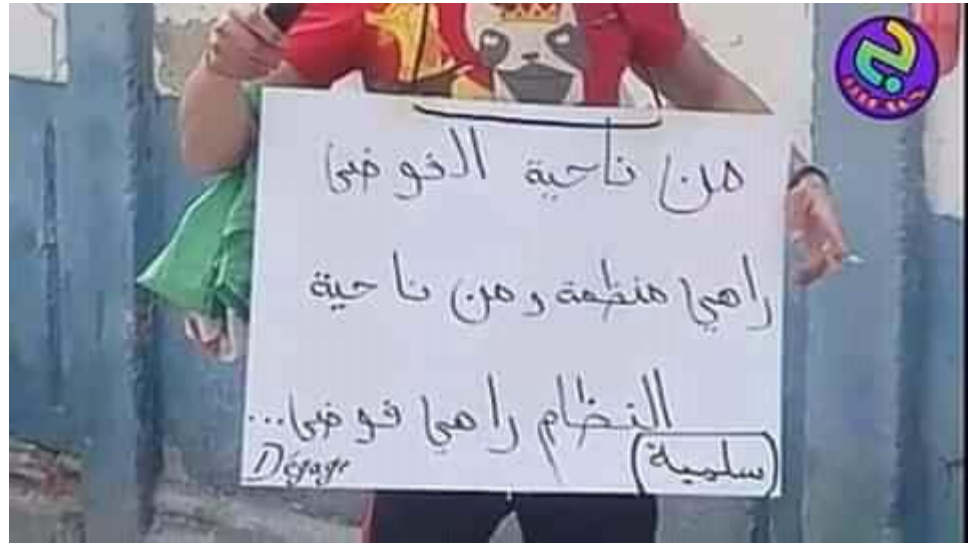 من ناحية الفوضى
راهي منظمة ومن ناحية
النظام راهي فوضى...
(سلمية)
Dégage